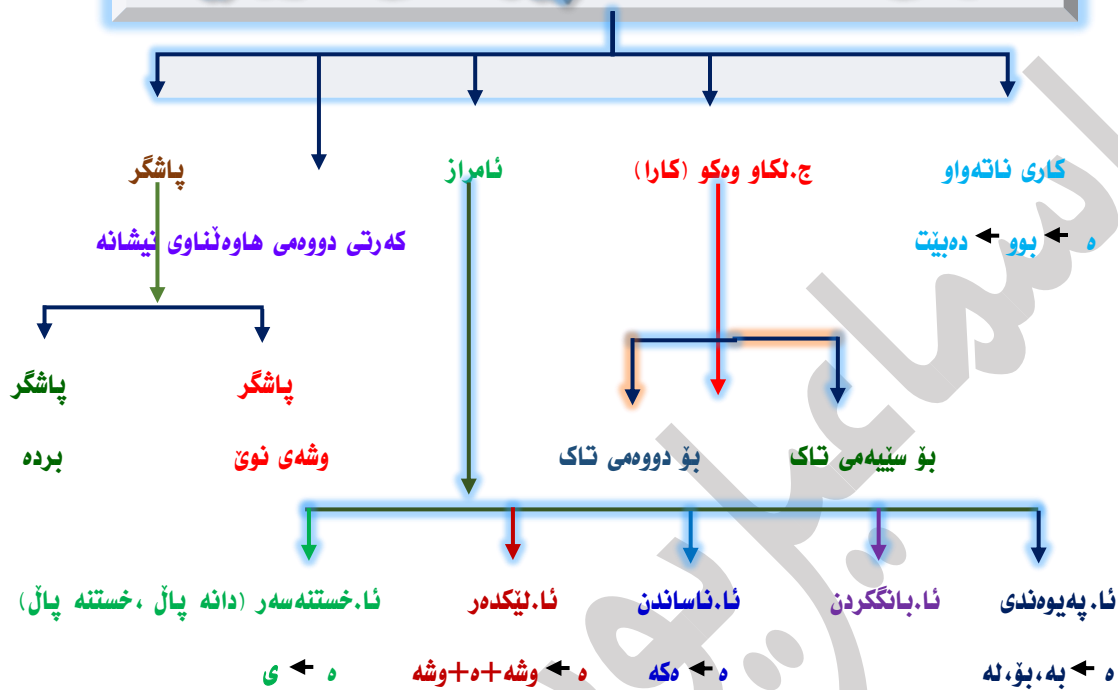 کاری ناتەواو
ج.لکاو وەکو (کارا)
ئامراز
پاشگر
ە ← بوو ← دەبێت
کەرتی دووەمی هاوەڵناوی نیشانە
پاشگر
پاشگر
بۆ سێیەمی تاک
بۆ دووەمی تاک
وشەی نوێ
بردە
ئا.پەیوەندی
ئا.بانگکردن
ئا.ناساندن
ئا.لێکدەر
ئا.خستنەسەر (دانە پاڵ ،خستنە پاڵ)
ە ← بە،بۆ،لە
ە ← ەکە
ە ← وشە+ە+وشە
ە ← ی